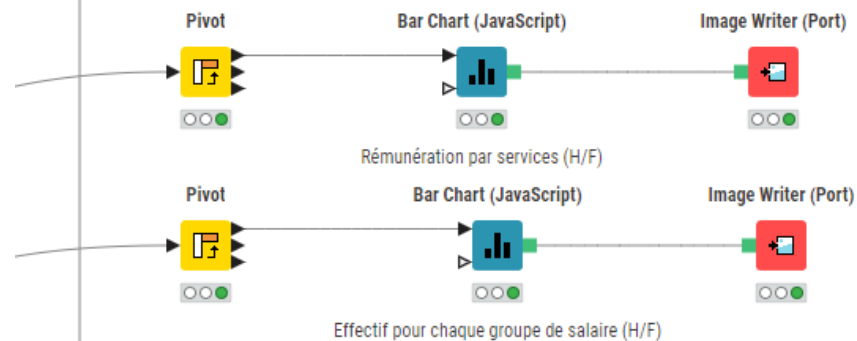 Pivot Bar Chart (JavaScript) Image Writer (Port)
Rémunération par services (H/F)
Pivot Bar Chart (JavaScript) Image Writer (Port)
Effectif pour chaque groupe de salaire (H/F)